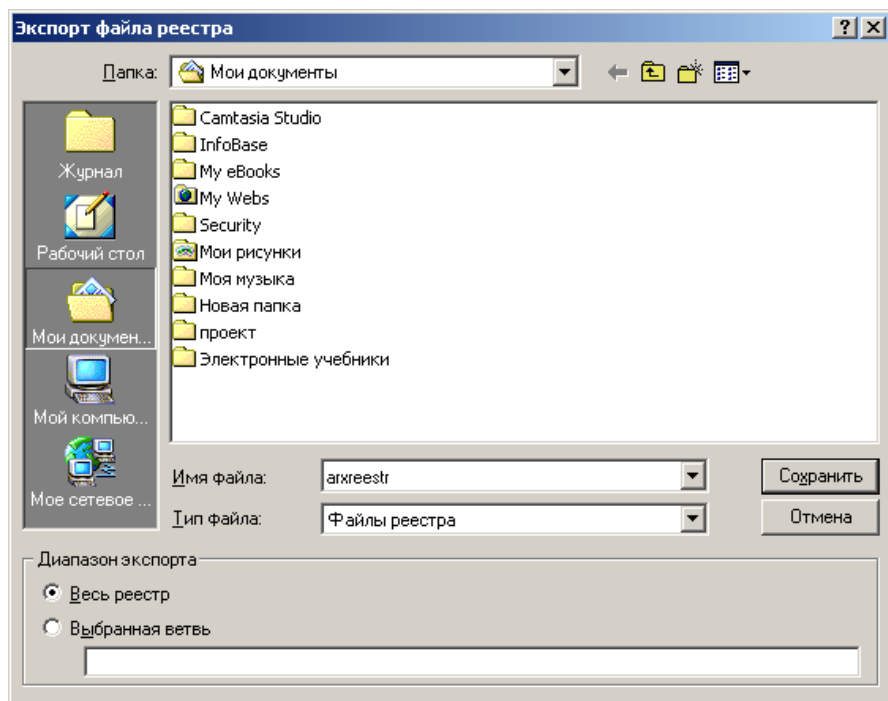 Экспорт файла реестра
Папка: Мои документы
Журнал
Рабочий стол
Мои докумен...
Мой компью...
Мое сетевое ...
Camtasia Studio
InfoBase
My eBooks
My Webs
Security
Мои рисунки
Моя музыка
Новая папка
проект
Электронные учебники
Имя файла: arxreestr
Сохранить
Тип файла: Файлы реестра
Отмена
Диапазон экспорта
Весь реестр
Выбранная ветвь